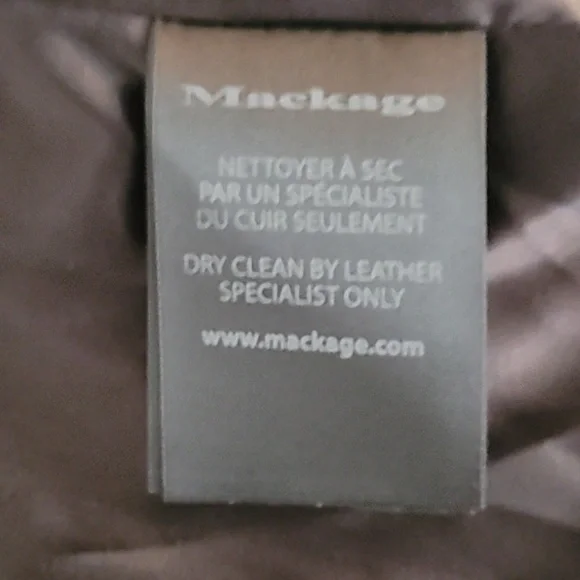 Mackage
NETTOYER À SEC
PAR UN SPÉCIALISTE
DU CUIR SEULEMENT
DRY CLEAN BY LEATHER
SPECIALIST ONLY
www.mackage.com